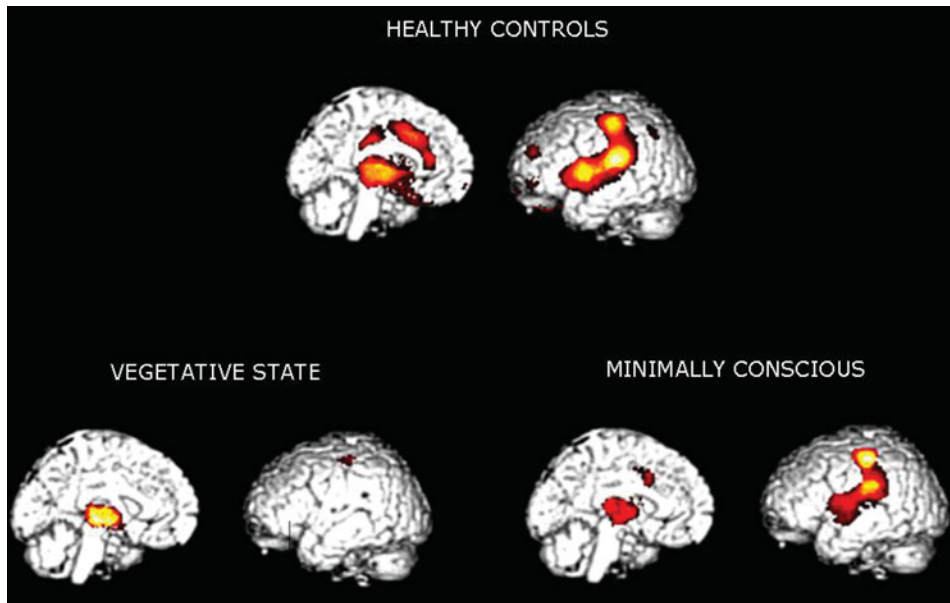 HEALTHY CONTROLS
VEGETATIVE STATE
MINIMALLY CONSCIOUS